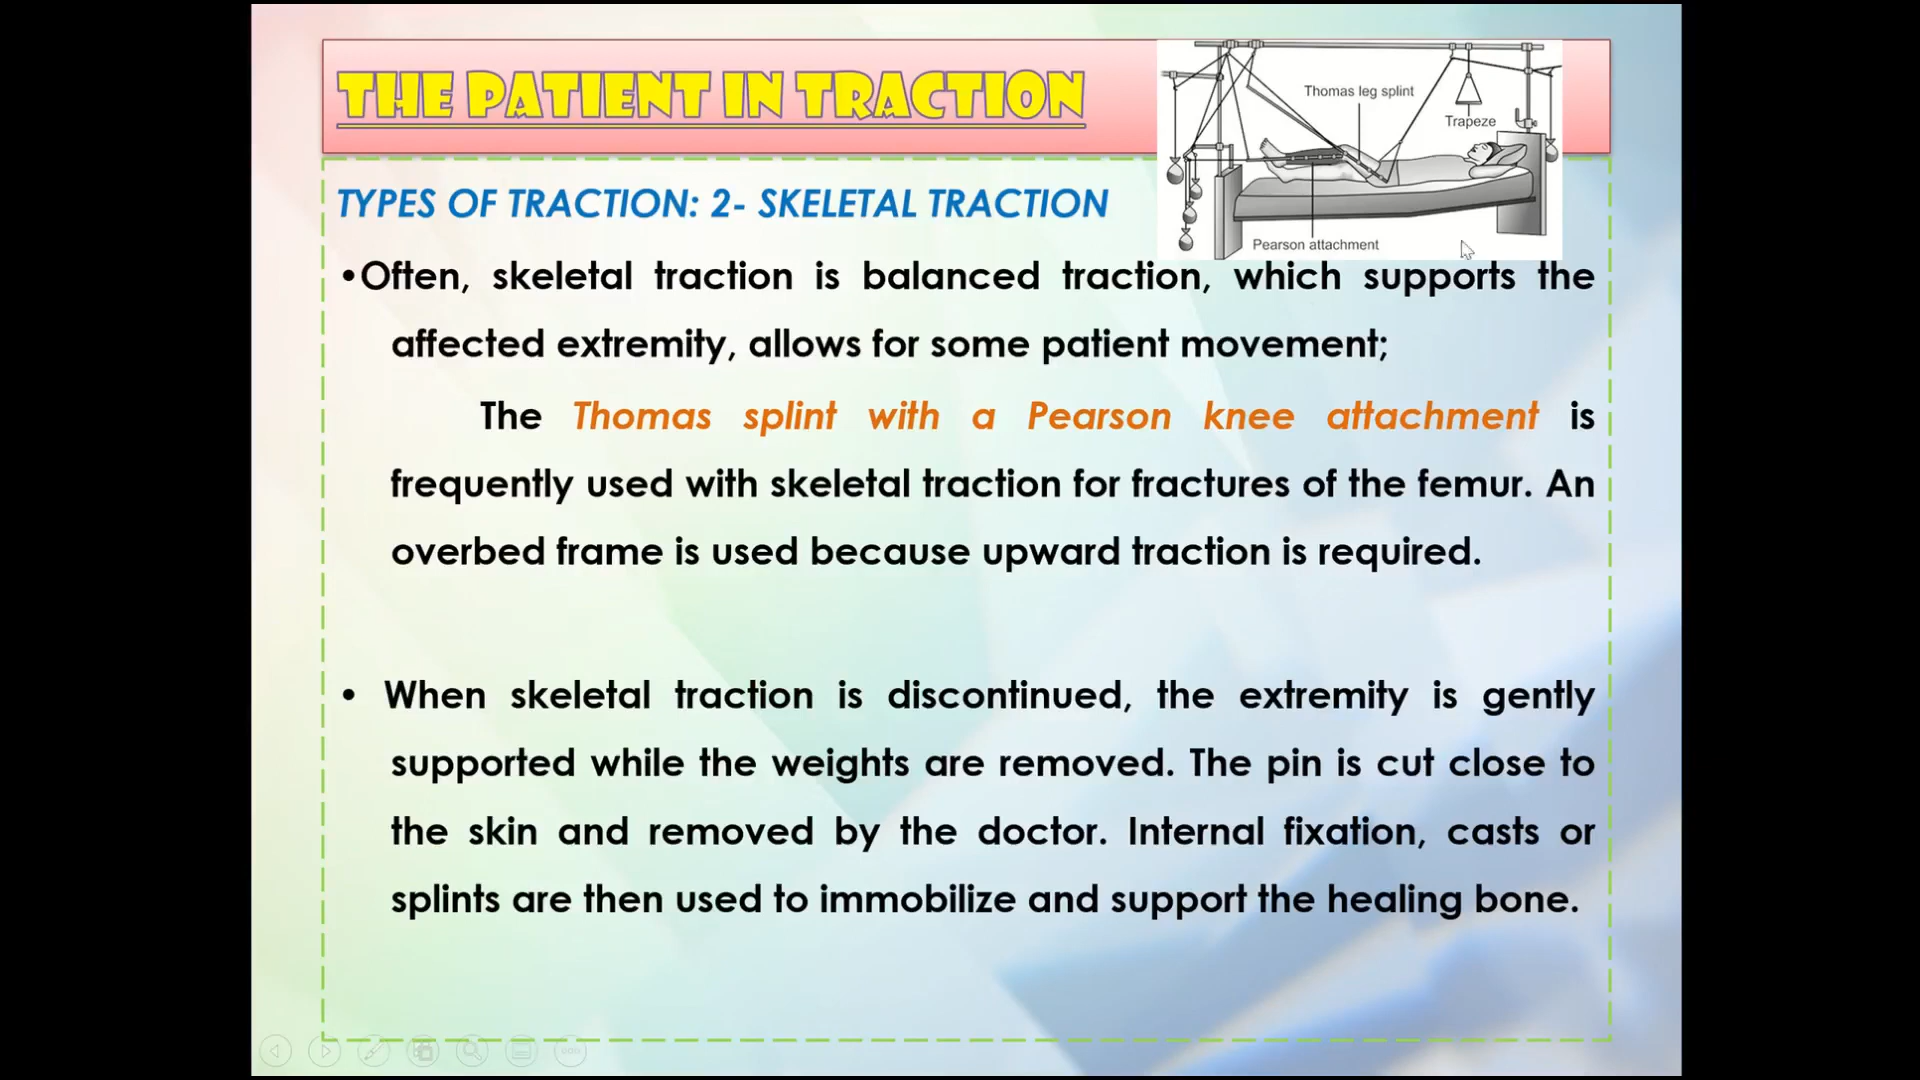 THE PATIENT IN TRACTION
Thomas leg splint
Trapeze
Pearson attachment
TYPES OF TRACTION: 2- SKELETAL TRACTION
•Often, skeletal traction is balanced traction, which supports the
affected extremity, allows for some patient movement;
The Thomas splint with a Pearson knee attachment is
frequently used with skeletal traction for fractures of the femur. An
overbed frame is used because upward traction is required.
• When skeletal traction is discontinued, the extremity is gently
supported while the weights are removed. The pin is cut close to
the skin and removed by the doctor. Internal fixation, casts or
splints are then used to immobilize and support the healing bone.